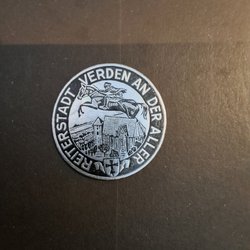 REITERSTADT VERDEN AN DER ALLER